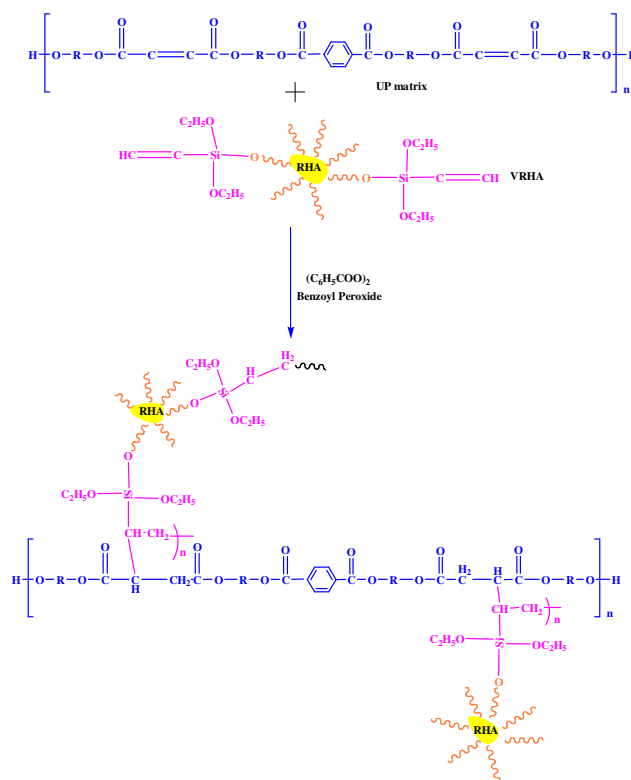 O O O O O O
H O—R—O O—R—O O—R—O O—R—O H
n
UP matrix
+
C2H5O
HC C Si O RHA O Si C CH VRHA
OC2H5
OC2H5
OC2H5
(C6H5COO)2
Benzoyl Peroxide
H2
C2H5O H C
C
Si
RHA O OC2H5
O
C2H5O Si OC2H5
CH-CH2 n
O O O O O O
H O—R—O CH2 O—R—O O—R—O H2C H O—R—O H
H n
CH—CH2 n
C2H5O Si OC2H5
O
RHA